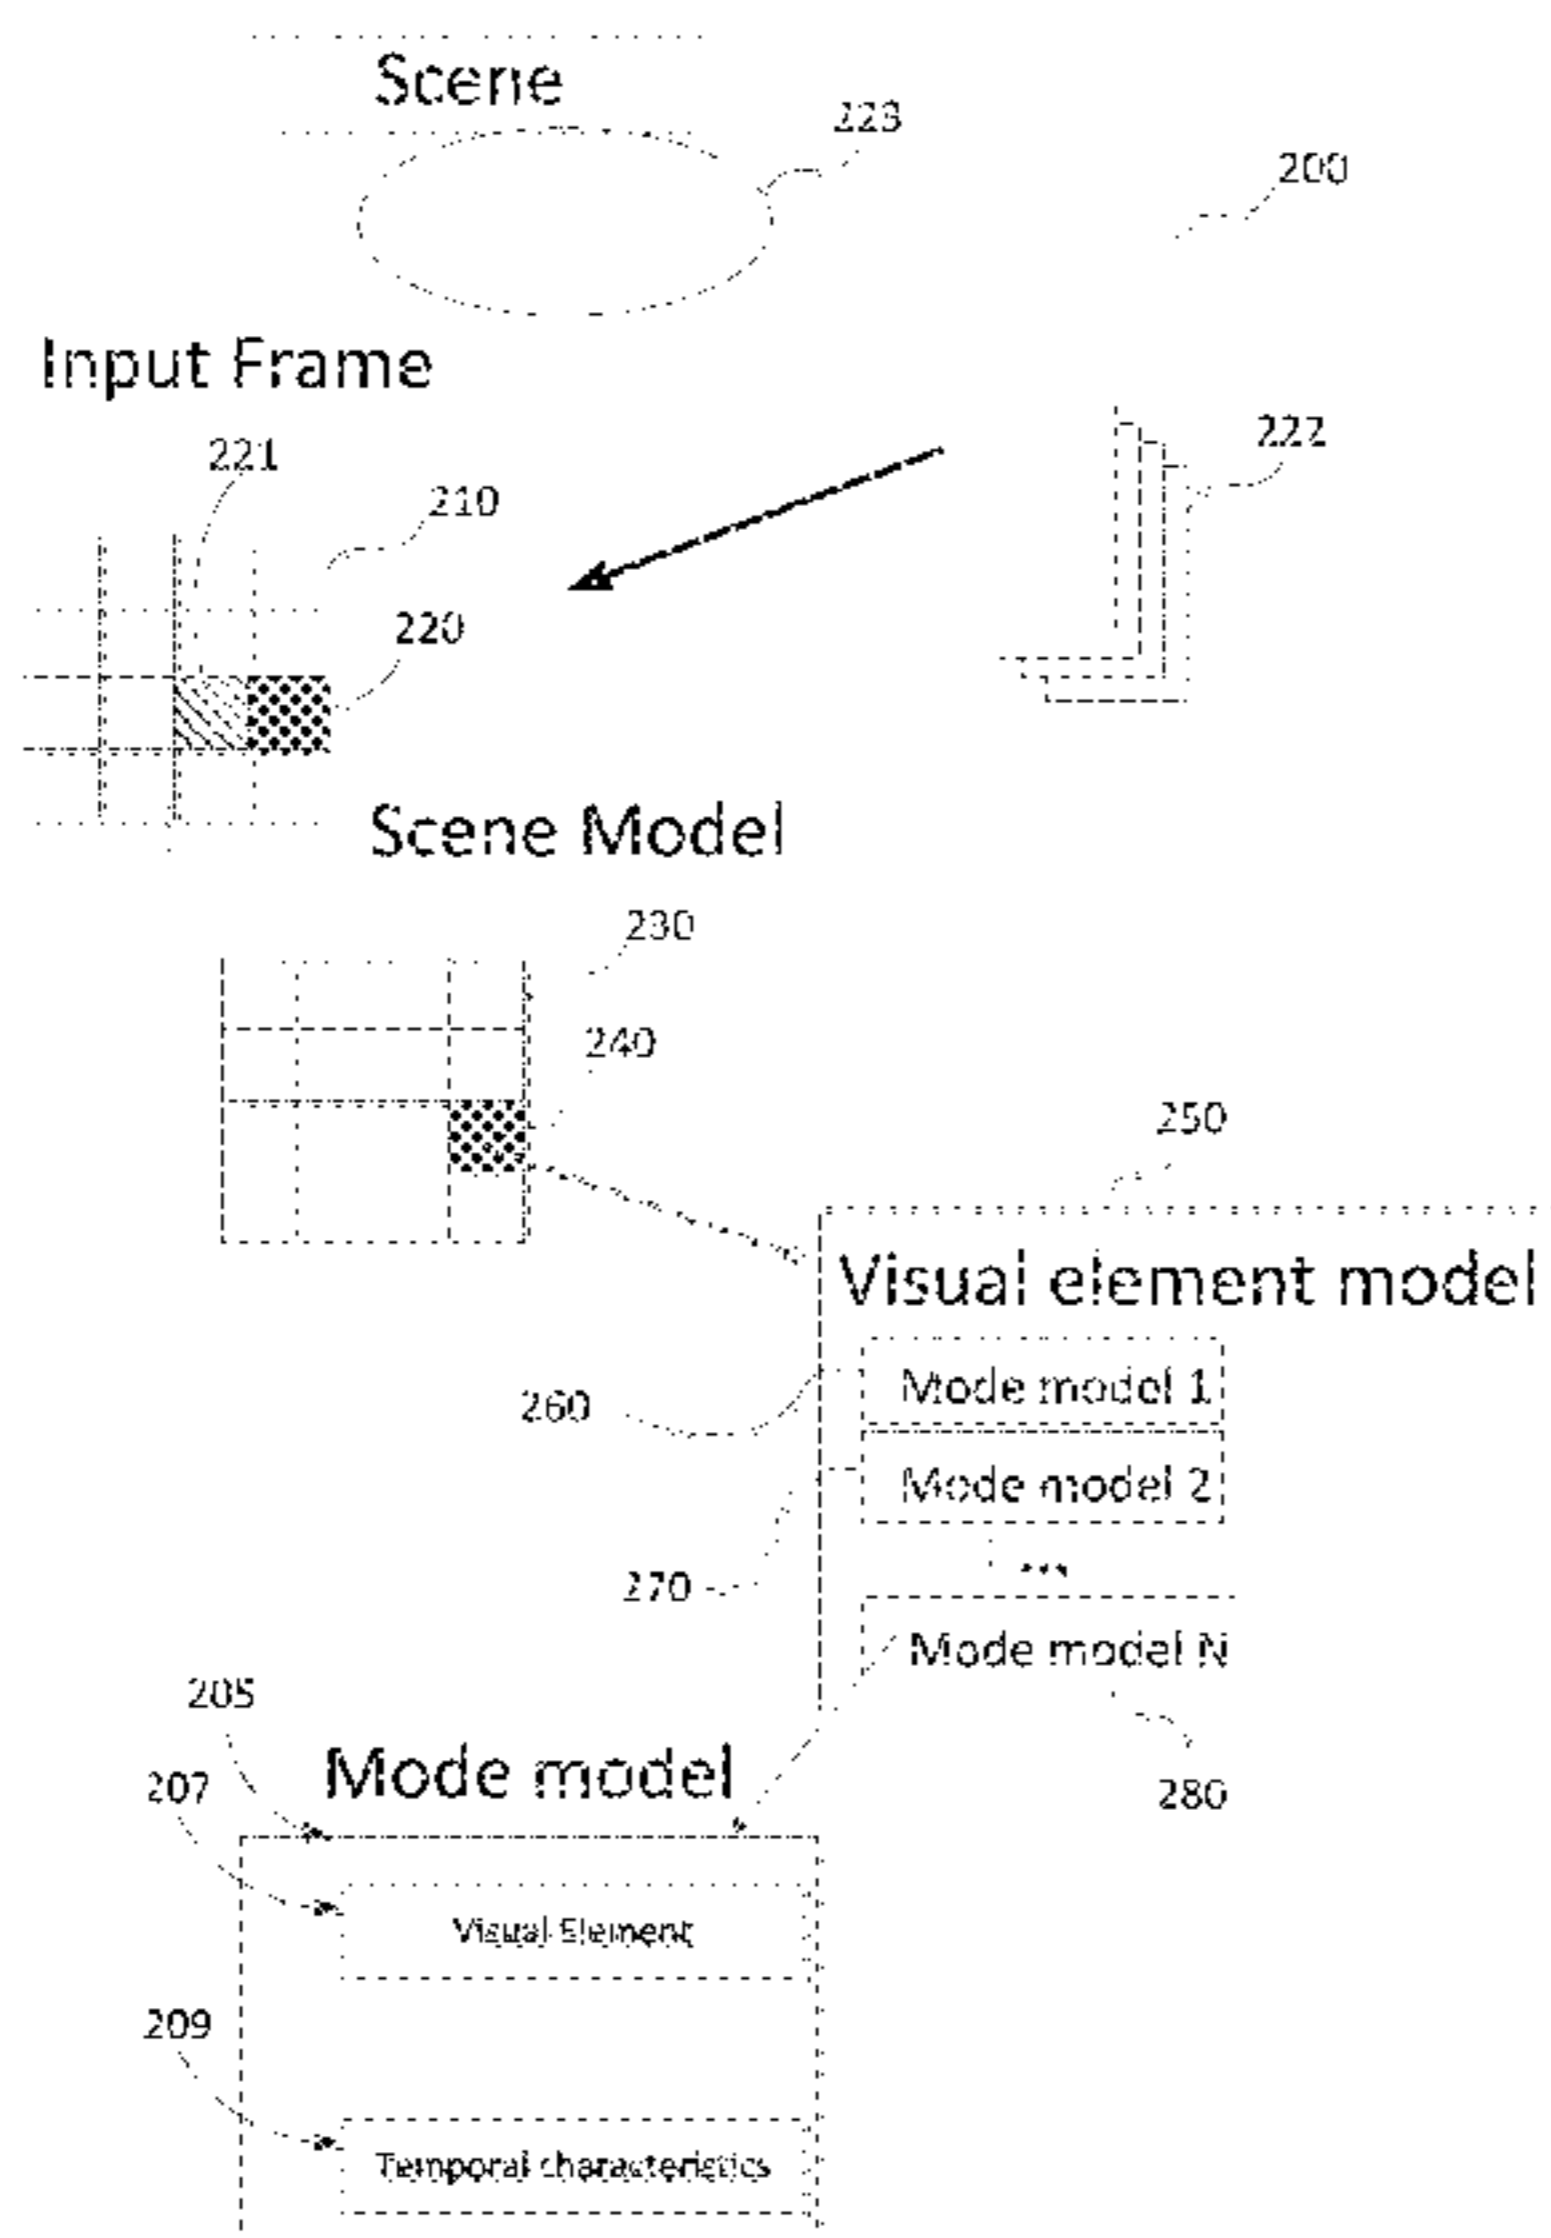 Scene
223
200
Input Frame
222
221
210
220
Scene Model
230
240
250
Visual element model
Mode model 1
260
Mode model 2
270
...
Mode model N
205
Mode model
207
280
Visual Element
209
Temporal characteristics